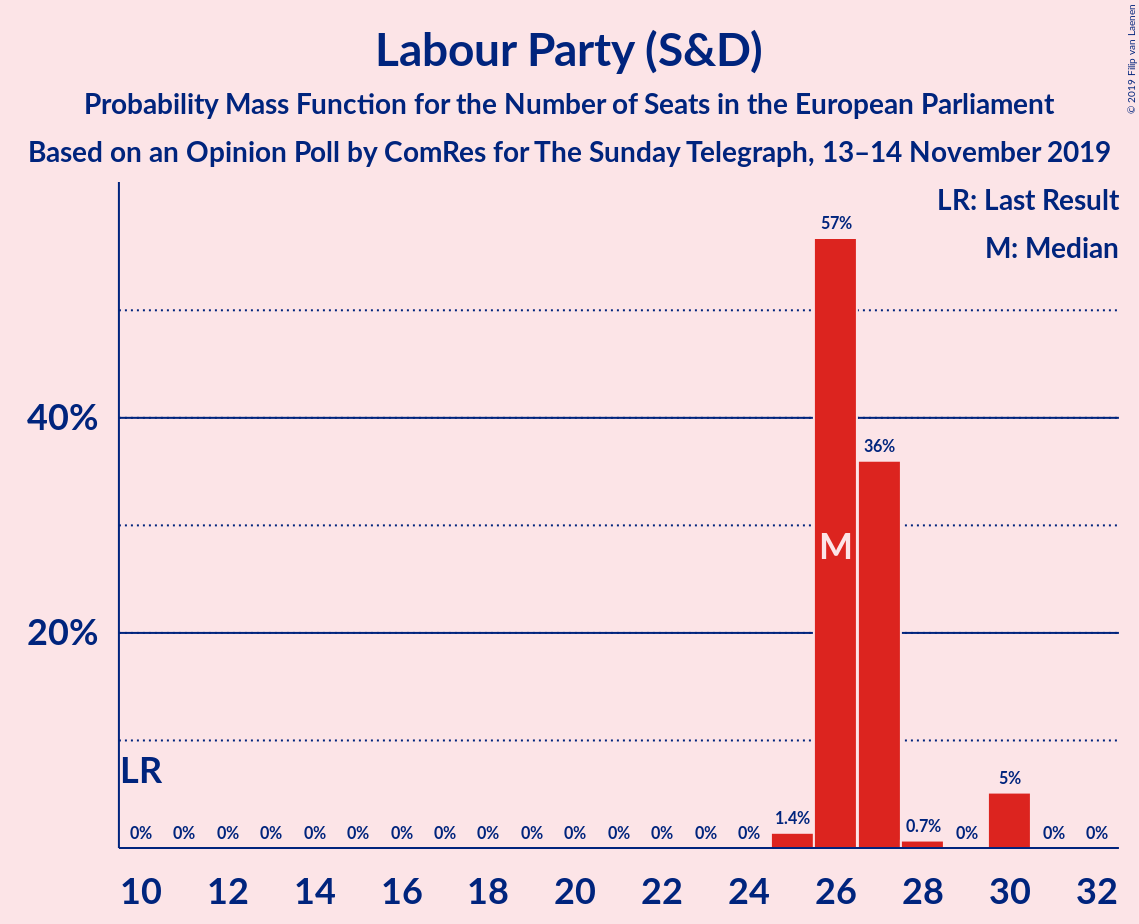 Labour Party (S&D)
Probability Mass Function for the Number of Seats in the European Parliament
Based on an Opinion Poll by ComRes for The Sunday Telegraph, 13–14 November 2019
© 2019 Filip van Laenen
LR: Last Result
M: Median
57%
40%
36%
M
20%
LR
5%
0% 0% 0% 0% 0% 0% 0% 0% 0% 0% 0% 0% 0% 0% 0% 1.4% 0.7% 0% 0% 0%
10 12 14 16 18 20 22 24 26 28 30 32